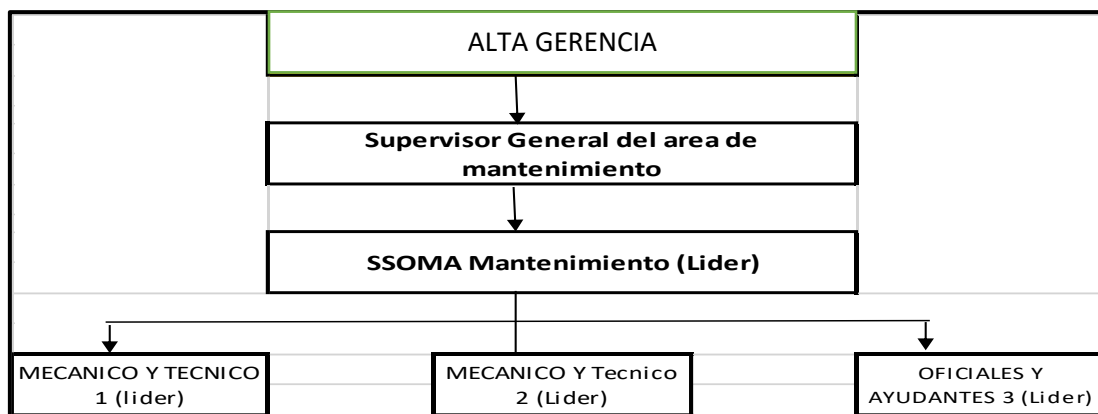 ALTA GERENCIA
Supervisor General del area de
mantenimiento
SSOMA Mantenimiento (Lider)
MECANICO Y TECNICO
1 (lider)
MECANICO Y Tecnico
2 (Lider)
OFICIALES Y
AYUDANTES 3 (Lider)